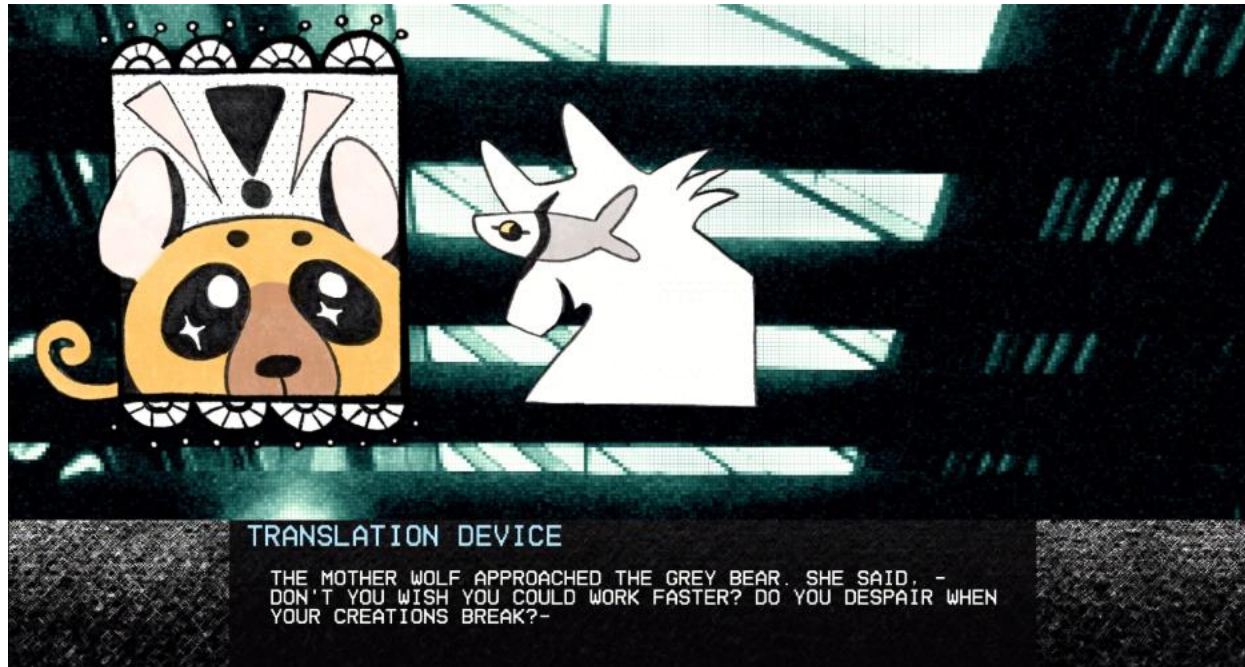 TRANSLATION DEVICE
THE MOTHER WOLF APPROACHED THE GREY BEAR. SHE SAID, -
DON'T YOU WISH YOU COULD WORK FASTER? DO YOU DESPAIR WHEN
YOUR CREATIONS BREAK?-